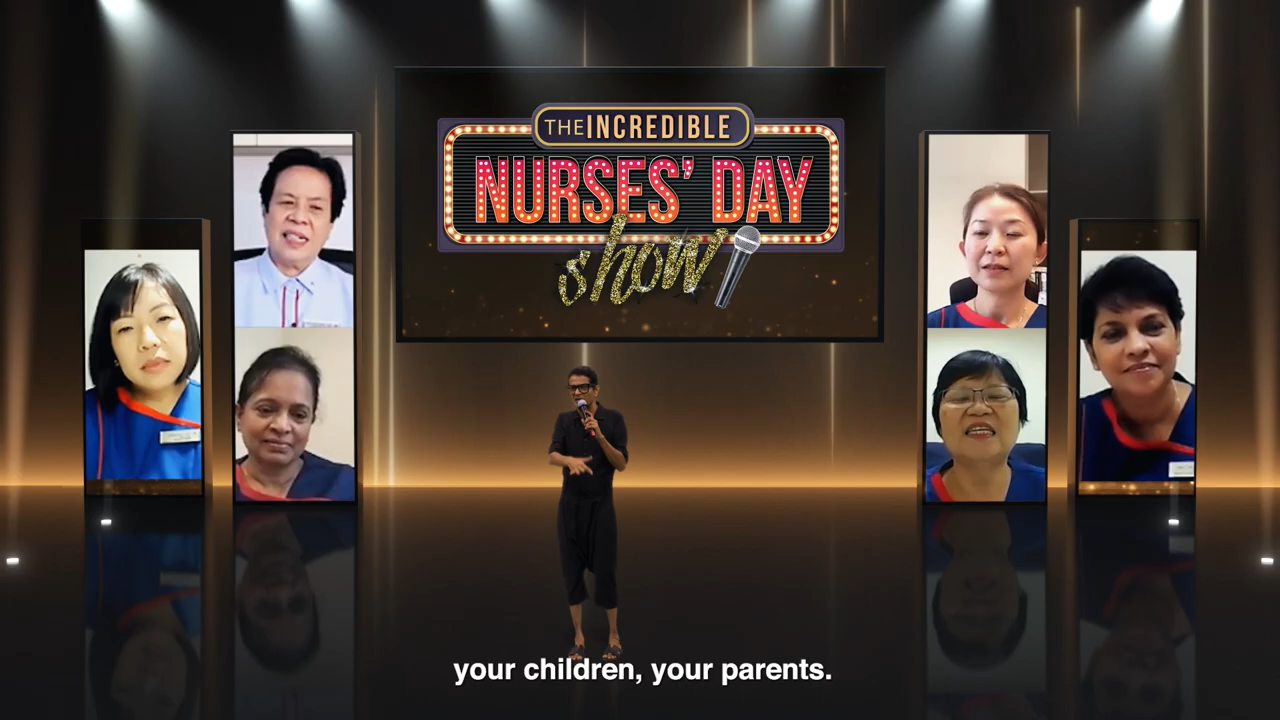 THE INCREDIBLE
NURSES' DAY
show
your children, your parents.